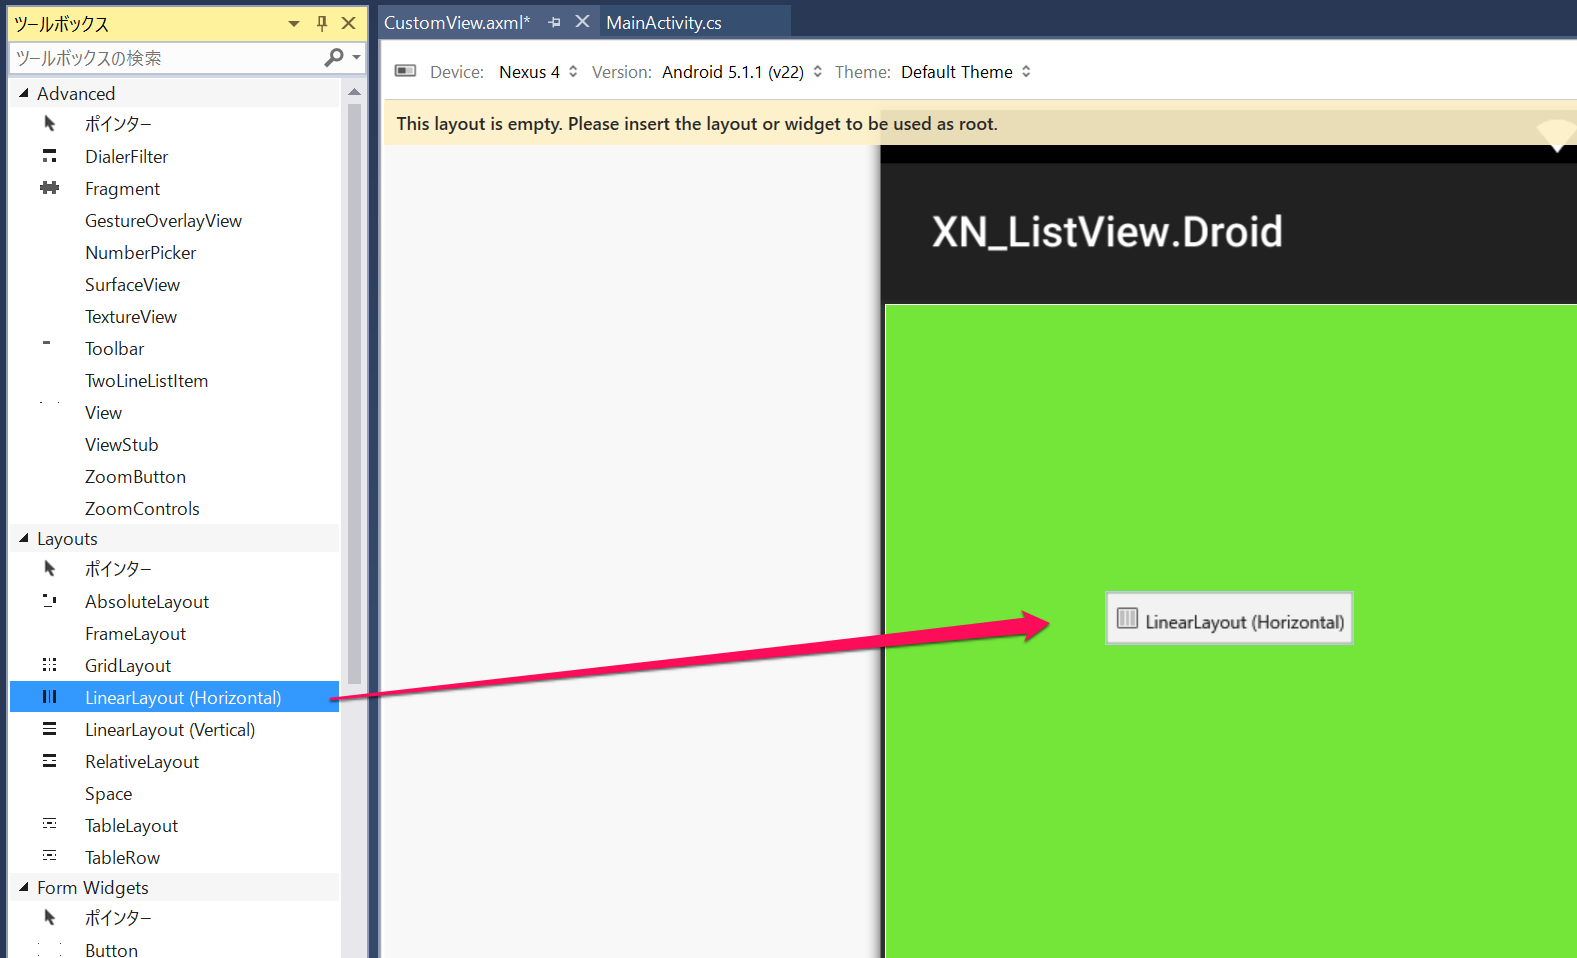 ツールボックス
ツールボックスの検索
Advanced
ポインター
DialerFilter
Fragment
GestureOverlayView
NumberPicker
SurfaceView
TextureView
Toolbar
TwoLineListItem
View
ViewStub
ZoomButton
ZoomControls
Layouts
ポインター
AbsoluteLayout
FrameLayout
GridLayout
LinearLayout (Horizontal)
LinearLayout (Vertical)
RelativeLayout
Space
TableLayout
TableRow
Form Widgets
ポインター
Button
CustomView.axml* MainActivity.cs
Device: Nexus 4 Version: Android 5.1.1 (v22) Theme: Default Theme
This layout is empty. Please insert the layout or widget to be used as root.
XN_ListView.Droid
LinearLayout (Horizontal)